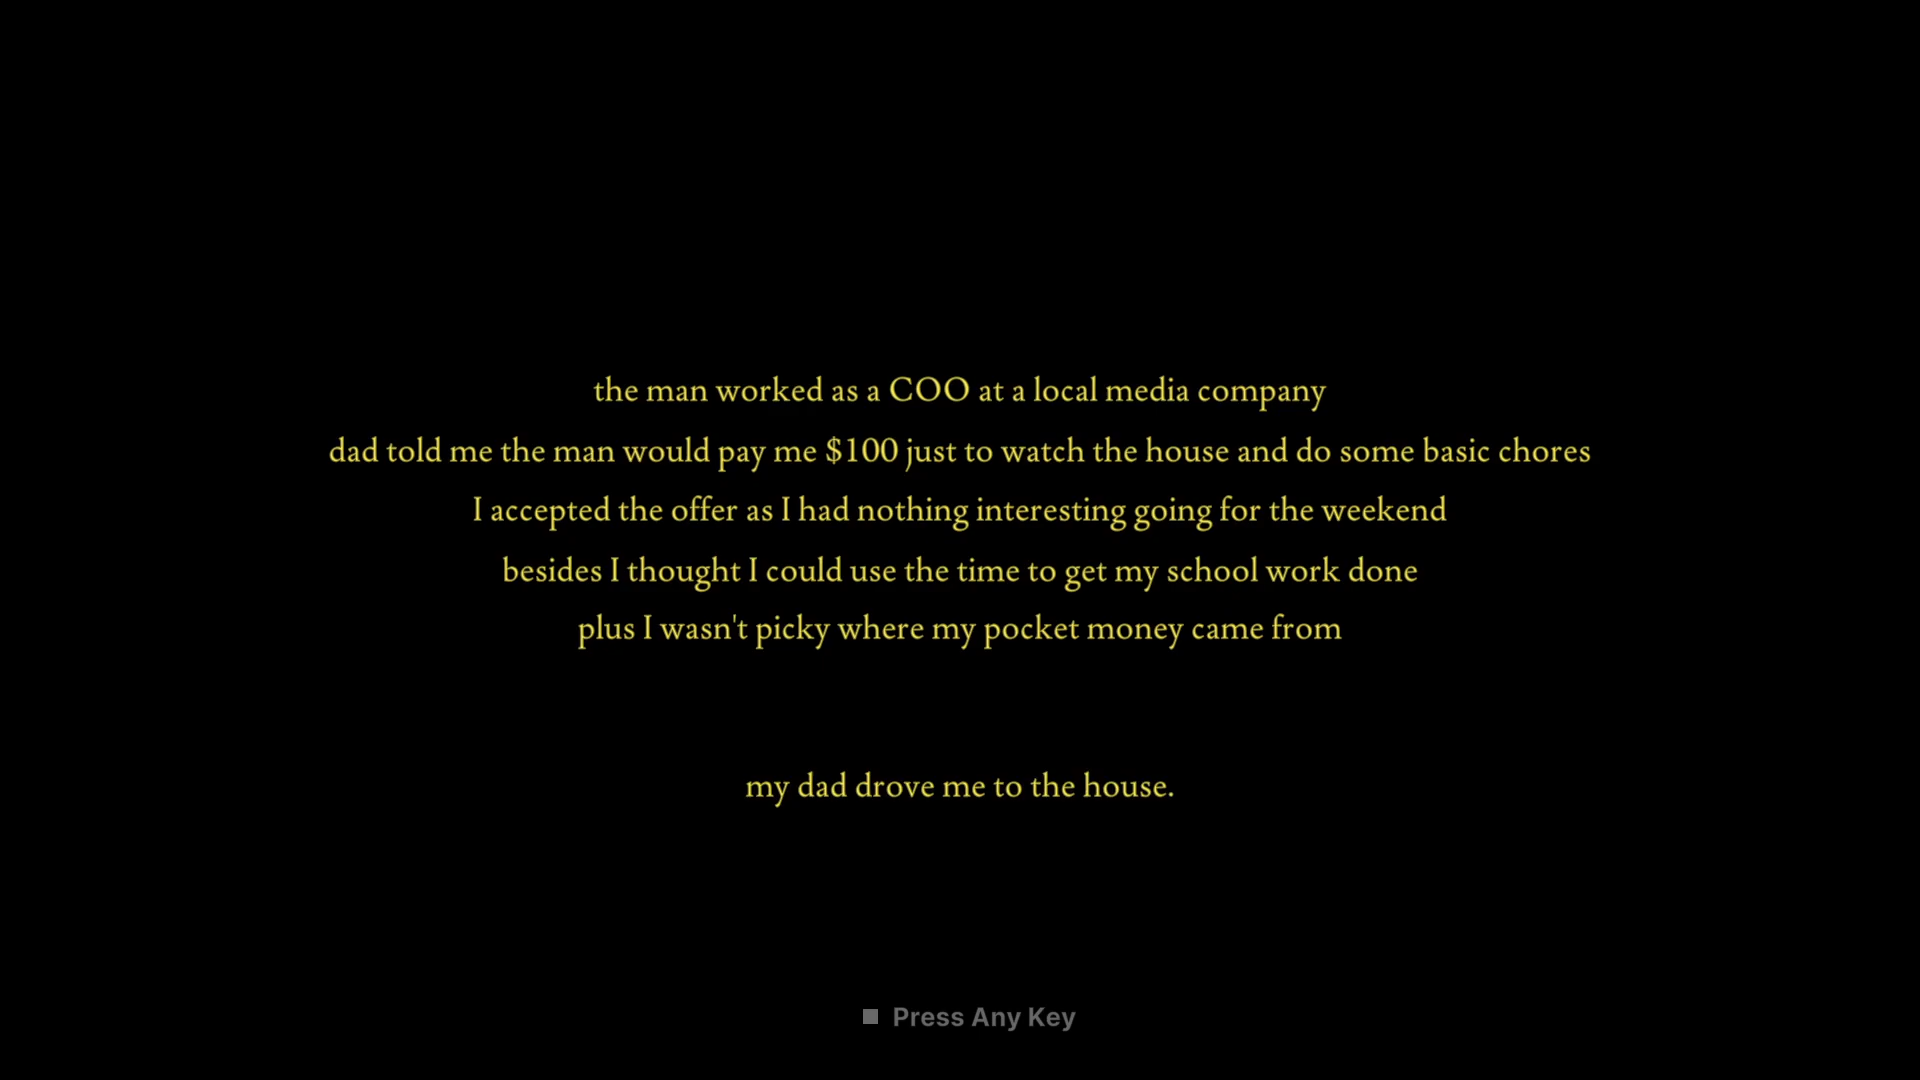 the man worked as a COO at a local media company
dad told me the man would pay me $100 just to watch the house and do some basic chores
I accepted the offer as I had nothing interesting going for the weekend
besides I thought I could use the time to get my school work done
plus I wasn't picky where my pocket money came from
my dad drove me to the house.
Press Any Key